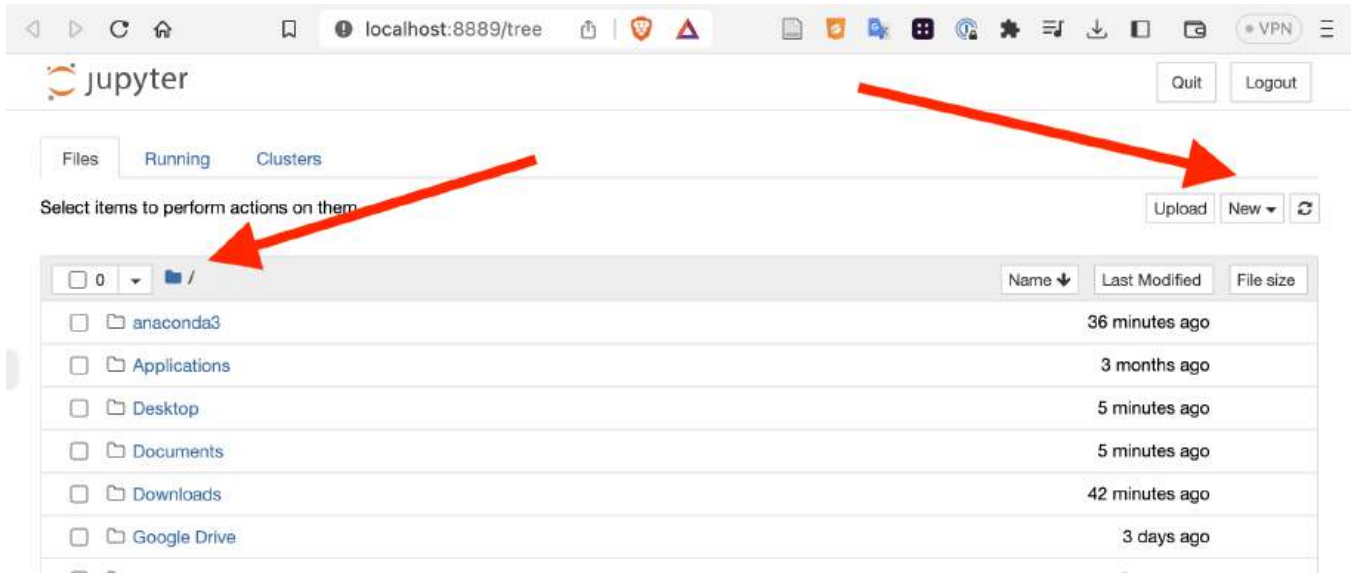 localhost:8889/tree
VPN
jupyter
Quit
Logout
Files
Running
Clusters
Select items to perform actions on them
Upload
New
0
/
Name
Last Modified
File size
anaconda3
36 minutes ago
Applications
3 months ago
Desktop
5 minutes ago
Documents
5 minutes ago
Downloads
42 minutes ago
Google Drive
3 days ago